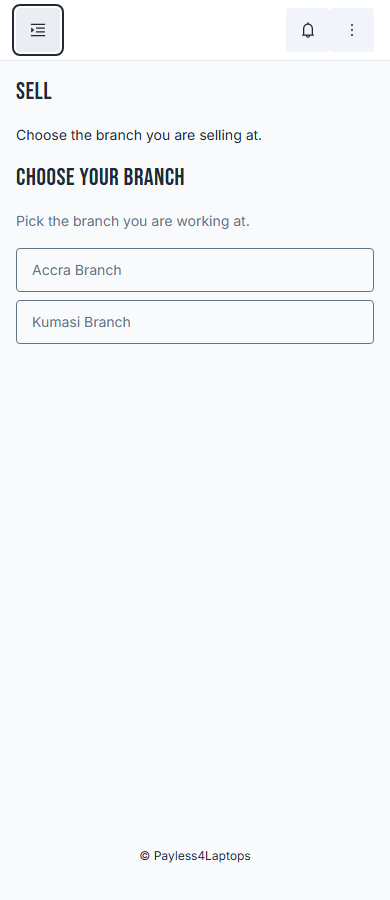 SELL
Choose the branch you are selling at.
CHOOSE YOUR BRANCH
Pick the branch you are working at.
Accra Branch
Kumasi Branch
© Payless4Laptops